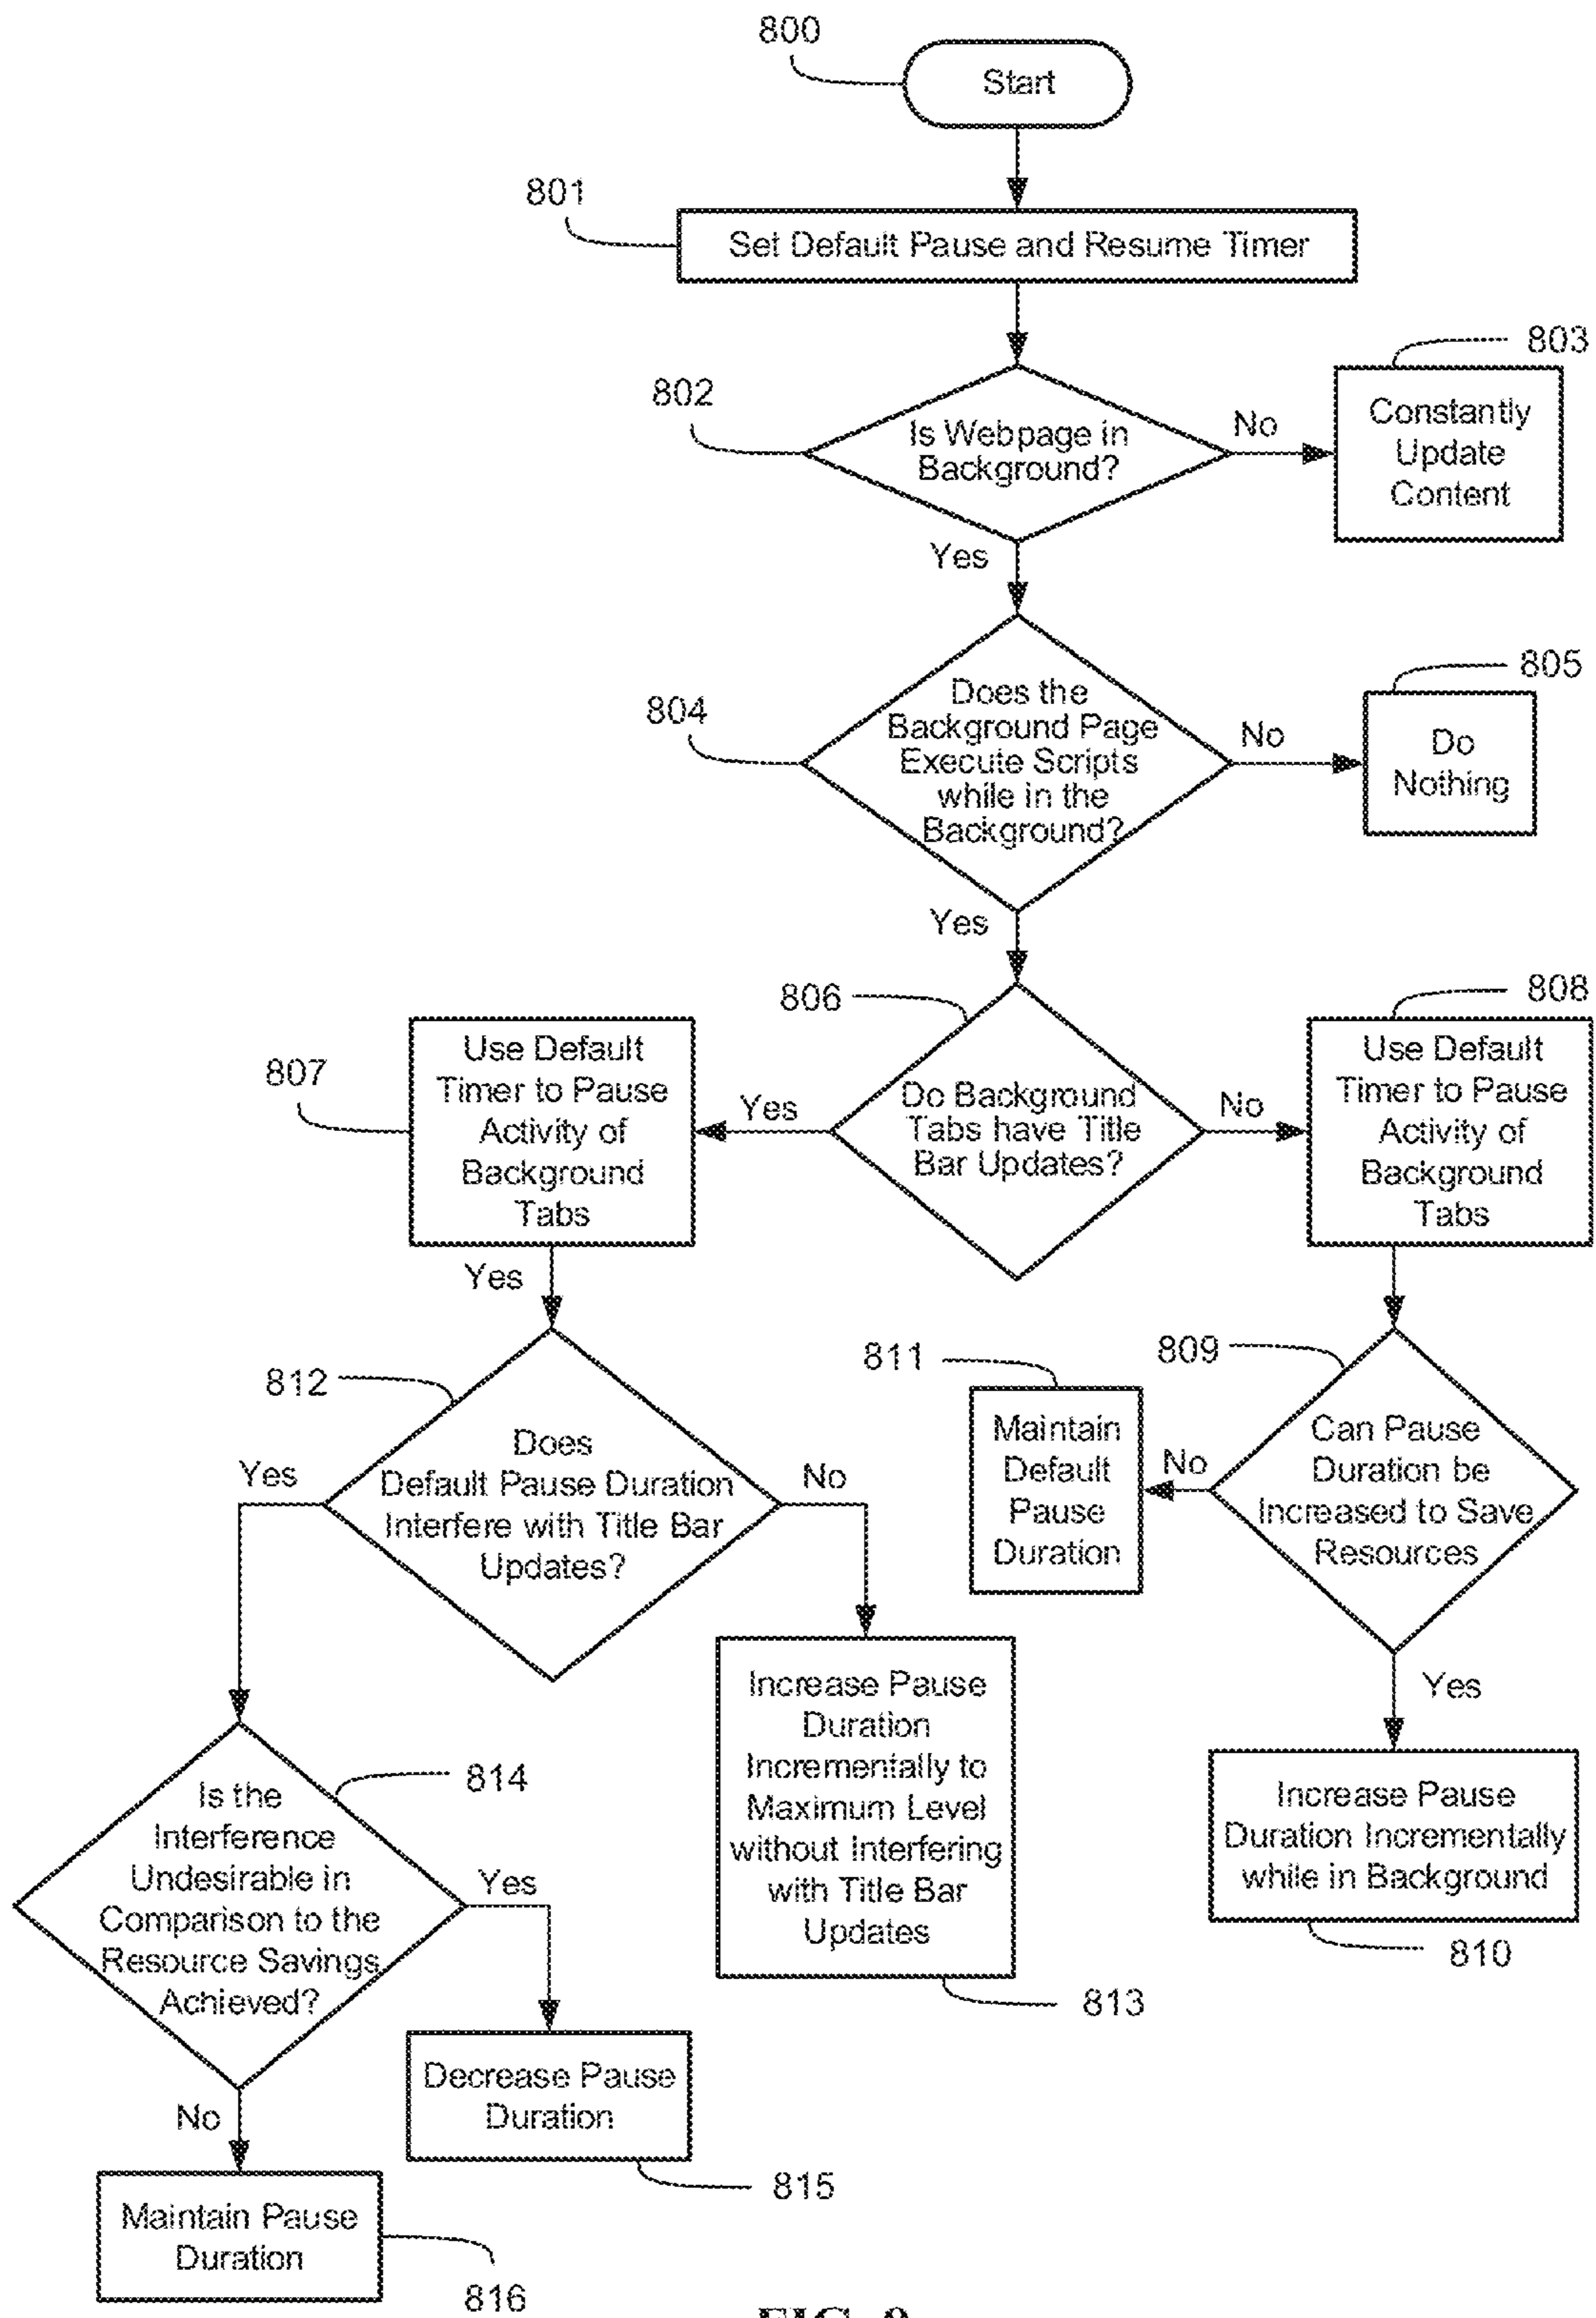 800
Start
801
Set Default Pause and Resume Timer
803
802
Is Webpage in
Background?
No
Constantly
Update
Content
Yes
805
804
Does the
Background Page
Execute Scripts
while in the
Background?
No
Do
Nothing
Yes
806
808
807
Use Default
Timer to Pause
Activity of
Background
Tabs
Yes
Do Background
Tabs have Title
Bar Updates?
No
Use Default
Timer to Pause
Activity of
Background
Tabs
Yes
812
Does
Default Pause Duration
Interfere with Title Bar
Updates?
Yes
No
811
Maintain
Default
Pause
Duration
No
809
Can Pause
Duration be
Increased to Save
Resources
Yes
Increase Pause
Duration
Incrementally to
Maximum Level
without Interfering
with Title Bar
Updates
813
Increase Pause
Duration Incrementally
while in Background
810
814
Is the
Interference
Undesirable in
Comparison to the
Resource Savings
Achieved?
Yes
Decrease Pause
Duration
815
No
Maintain Pause
Duration
816